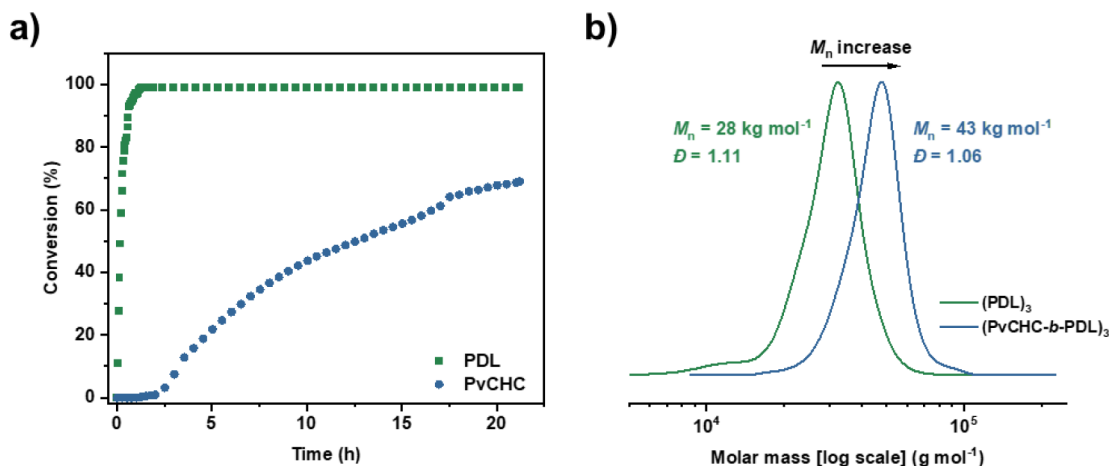 a)
100
80
60
40
20
0
Conversion (%)
0
5
10
15
20
Time (h)
PDL
PvCHC
b)
Mn increase
Mn = 28 kg mol-1
Đ = 1.11
Mn = 43 kg mol-1
Đ = 1.06
(PDL)3
(PvCHC-b-PDL)3
10⁴
10⁵
Molar mass [log scale] (g mol-1)